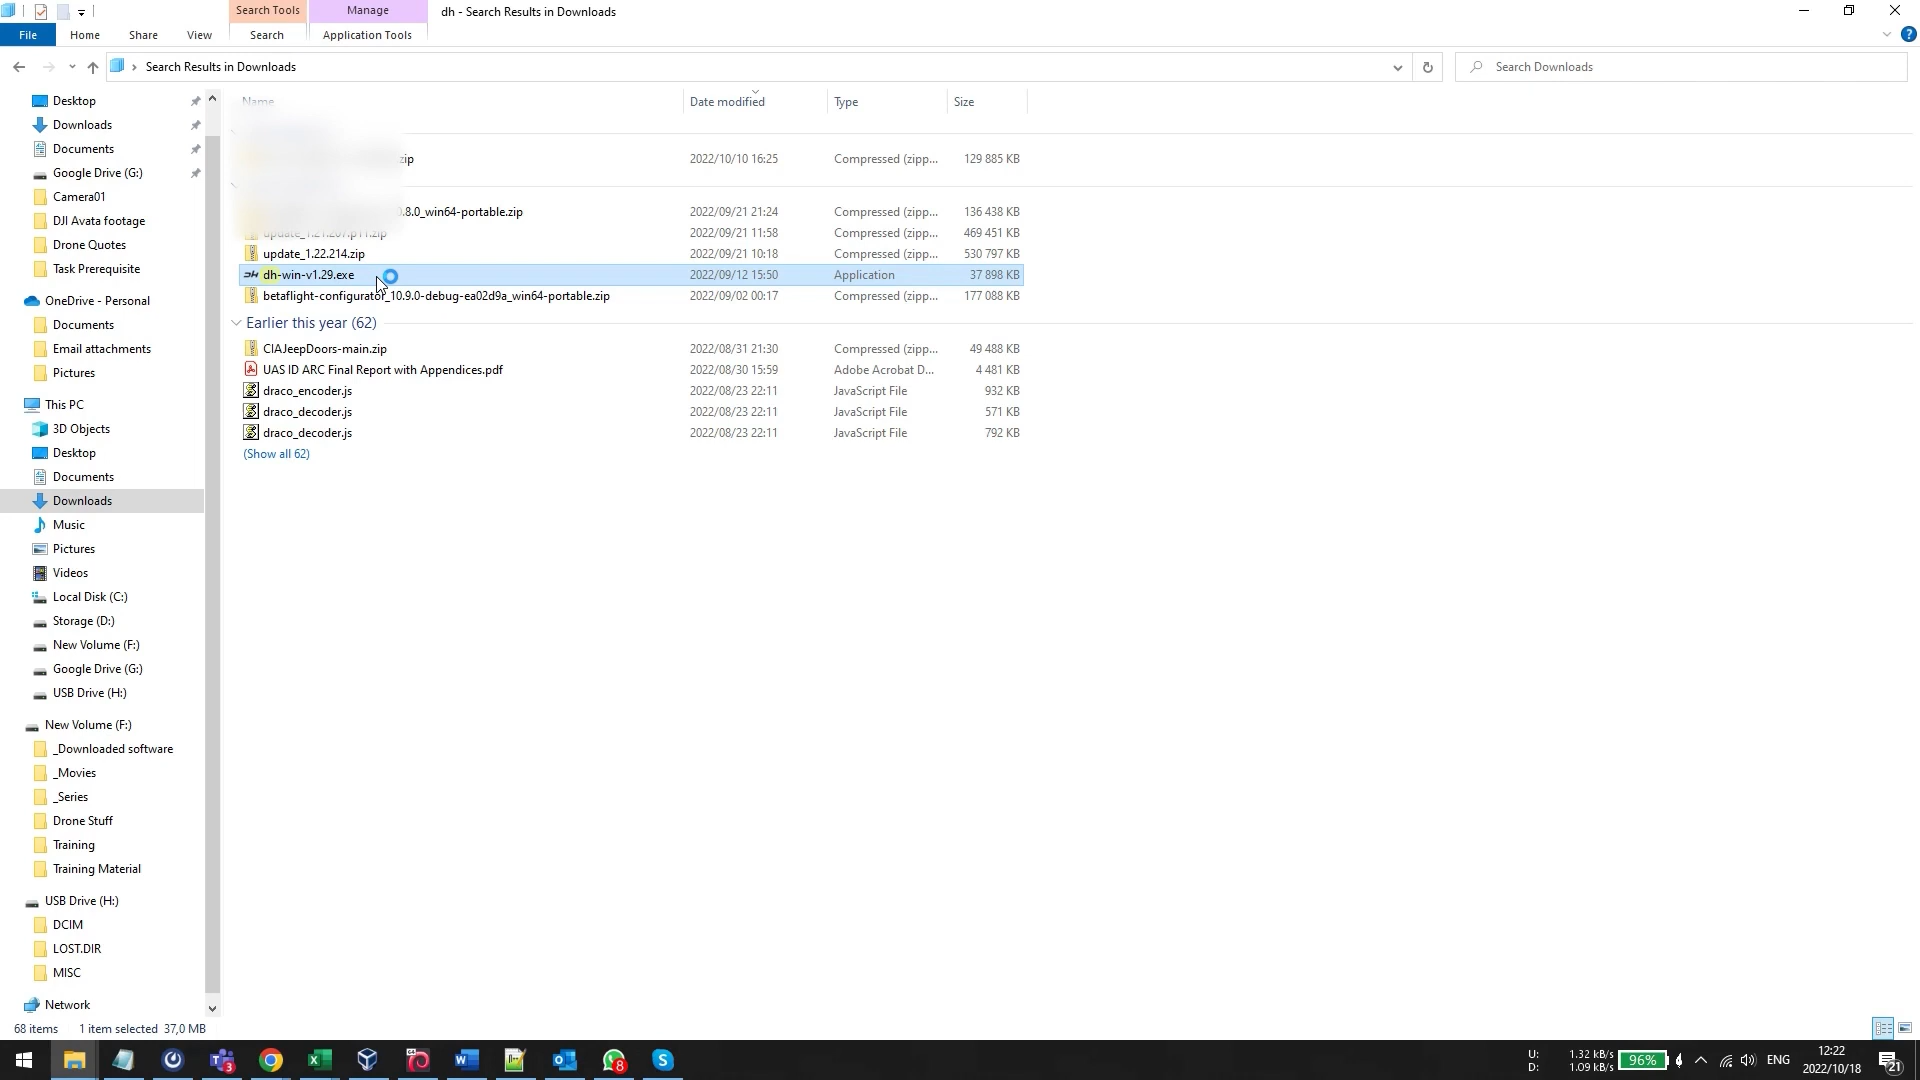 Search Tools
Manage
dh - Search Results in Downloads
File
Home
Share
View
Search
Application Tools
Search Results in Downloads
Search Downloads
Name
Date modified
Type
Size
Desktop
Downloads
Documents
Google Drive (G:)
Camera01
DJI Avata footage
Drone Quotes
Task Prerequisite
OneDrive - Personal
Documents
Email attachments
Pictures
This PC
3D Objects
Desktop
Documents
Downloads
Music
Pictures
Videos
Local Disk (C:)
Storage (D:)
New Volume (F:)
Google Drive (G:)
USB Drive (H:)
New Volume (F:)
_Downloaded software
_Movies
_Series
Drone Stuff
Training
Training Material
USB Drive (H:)
DCIM
LOST.DIR
MISC
Network
.zip 2022/10/10 16:25 Compressed (zipp... 129 885 KB
0.8.0_win64-portable.zip 2022/09/21 21:24 Compressed (zipp... 136 438 KB
2022/09/21 11:58 Compressed (zipp... 469 451 KB
update_1.22.214.zip 2022/09/21 10:18 Compressed (zipp... 530 797 KB
dh-win-v1.29.exe 2022/09/12 15:50 Application 37 898 KB
betaflight-configurator_10.9.0-debug-ea02d9a_win64-portable.zip 2022/09/02 00:17 Compressed (zipp... 177 088 KB
Earlier this year (62)
CIAJeepDoors-main.zip 2022/08/31 21:30 Compressed (zipp... 49 488 KB
UAS ID ARC Final Report with Appendices.pdf 2022/08/30 15:59 Adobe Acrobat D... 4 481 KB
draco_encoder.js 2022/08/23 22:11 JavaScript File 932 KB
draco_decoder.js 2022/08/23 22:11 JavaScript File 571 KB
draco_decoder.js 2022/08/23 22:11 JavaScript File 792 KB
(Show all 62)
68 items 1 item selected 37,0 MB
U: 1.32 kB/s
D: 1.09 kB/s
96%
ENG
12:22
2022/10/18
21
3
8